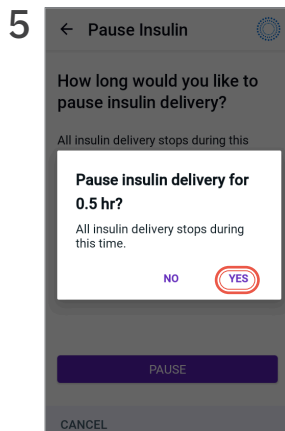 5
← Pause Insulin
How long would you like to
pause insulin delivery?
All insulin delivery stops during this
Pause insulin delivery for
0.5 hr?
All insulin delivery stops during
this time.
NO YES
PAUSE
CANCEL